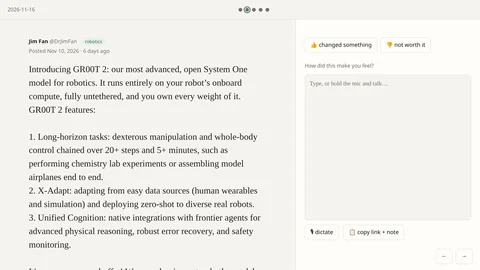 2026-11-16
Jim Fan @DrJimFan robotics
Posted Nov 10, 2026 · 6 days ago
Introducing GR00T 2: our most advanced, open System One
model for robotics. It runs entirely on your robot's onboard
compute, fully untethered, and you own every weight of it.
GR00T 2 features:
1. Long-horizon tasks: dexterous manipulation and whole-body
control chained over 20+ steps and 5+ minutes, such as
performing chemistry lab experiments or assembling model
airplanes end to end.
2. X-Adapt: adapting from easy data sources (human wearables
and simulation) and deploying zero-shot to diverse real robots.
3. Unified Cognition: native integrations with frontier agents for
advanced physical reasoning, robust error recovery, and safety
monitoring.
👍 changed something
👎 not worth it
How did this make you feel?
Type, or hold the mic and talk…
🎙 dictate
📋 copy link + note
← →